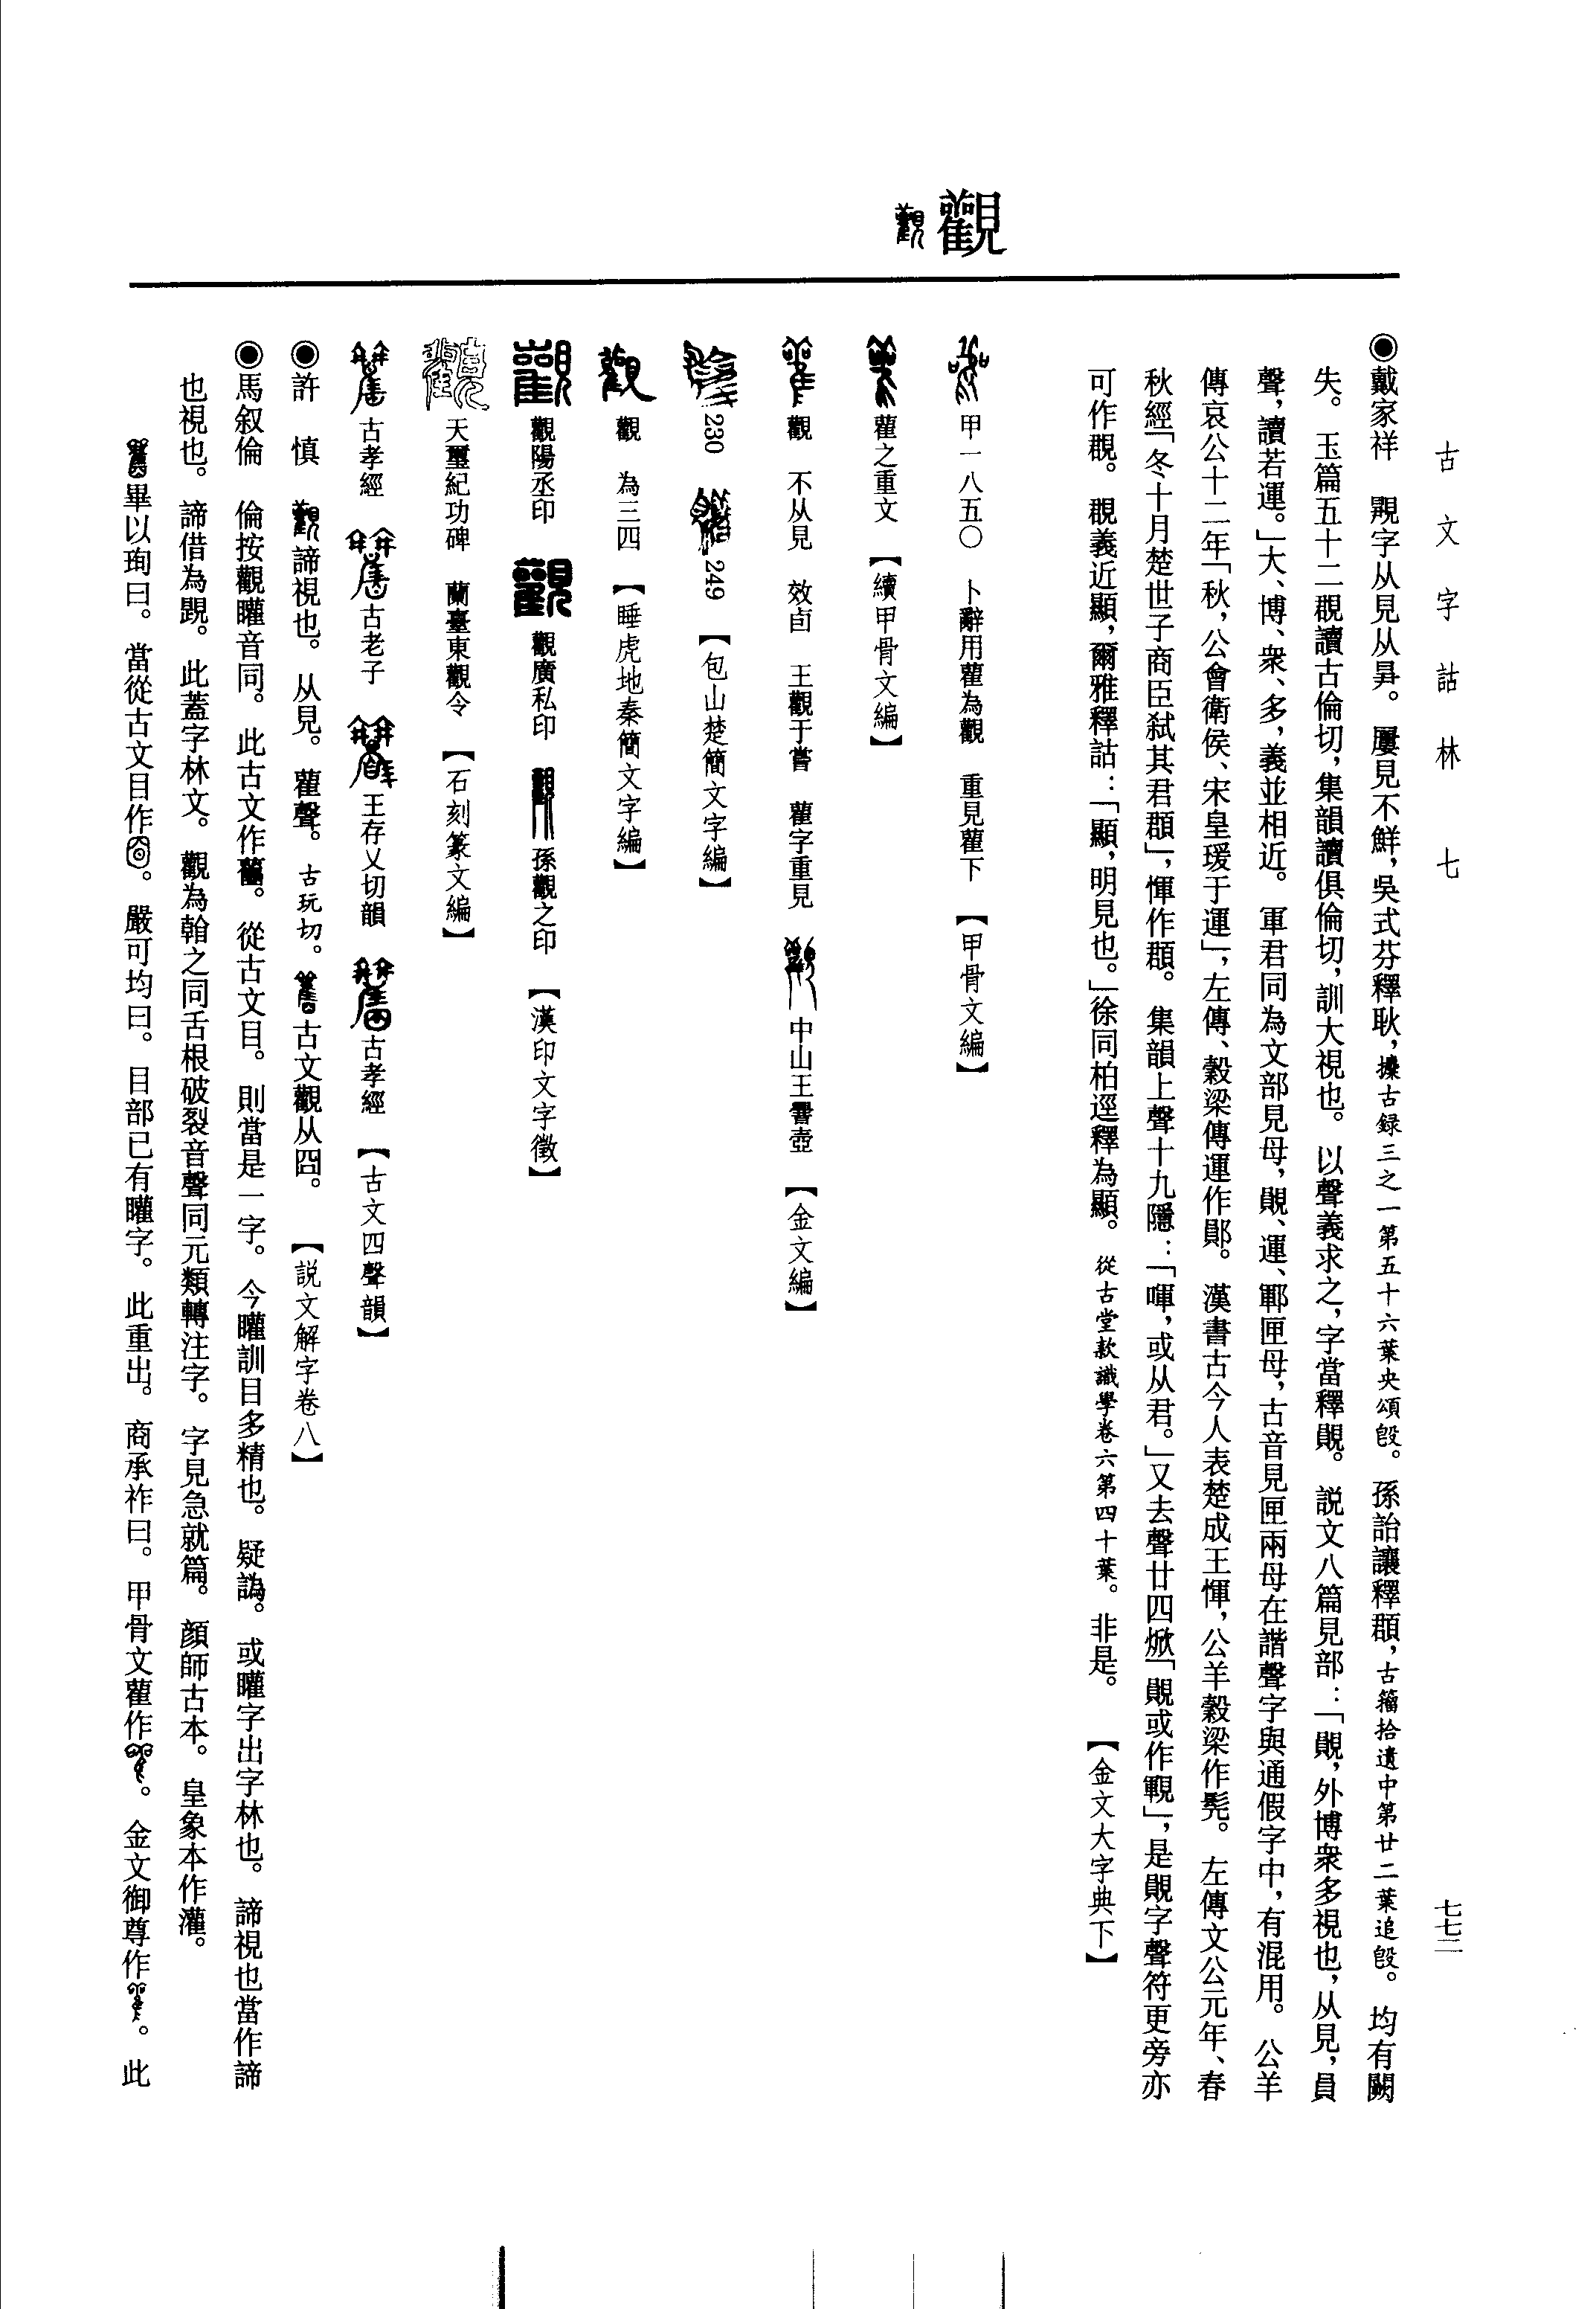 古文字詁林 七
七七二
觀
◉戴家祥 覞字从見从昇。屢見不鮮，吳式芬釋耿，攈古録三之一第五十六葉央頌𣪘。孫詒讓釋頵，古籀拾遺中第廿二葉追𣪘。均有闕
失。玉篇五十二覠讀古倫切，集韻讀俱倫切，訓大視也。以聲義求之，字當釋覞。説文八篇見部：「覞，外博衆多視也，从見，員
聲，讀若運。」大、博、衆、多，義並相近。軍君同為文部見母，覞、運、鄆匣母，古音見匣兩母在諧聲字與通假字中，有混用。公羊
傳哀公十二年「秋，公會衛侯、宋皇瑗于運」，左傳、穀梁傳運作鄖。漢書古今人表楚成王惲，公羊穀梁作髡。左傳文公元年、春
秋經「冬十月楚世子商臣弑其君頵」，惲作頵。集韻上聲十九隱：「喗，或从君。」又去聲廿四焮「覞或作䡣」，是覞字聲符更旁亦
可作覠。覠義近顯，爾雅釋詁：「顯，明見也。」徐同柏逕釋為顯。從古堂款識學卷六第四十葉。非是。【金文大字典下】
甲一八五〇 卜辭用雚為觀 重見雚下 【甲骨文編】
雚之重文 【續甲骨文編】
觀 不从見 效卣 王觀于嘗 雚字重見 中山王壺 【金文編】
230 249 【包山楚簡文字編】
觀 為三四 【睡虎地秦簡文字編】
觀陽丞印 觀廣私印 孫觀之印 【漢印文字徵】
天璽紀功碑 蘭臺東觀令 【石刻篆文編】
古孝經 古老子 王存乂切韻 古孝經 【古文四聲韻】
◉許 慎 諦視也。从見。雚聲。古玩切。古文觀从囧。 【説文解字卷八】
◉馬叙倫 倫按觀矔音同。此古文作。從古文目。則當是一字。今矔訓目多精也。疑譌。或矔字出字林也。諦視也當作諦
也視也。諦借為覞。此蓋字林文。觀為翰之同舌根破裂音聲同元類轉注字。字見急就篇。顔師古本。皇象本作灌。
畢以珣曰。當從古文目作。嚴可均曰。目部已有矔字。此重出。商承祚曰。甲骨文雚作。金文御尊作。此